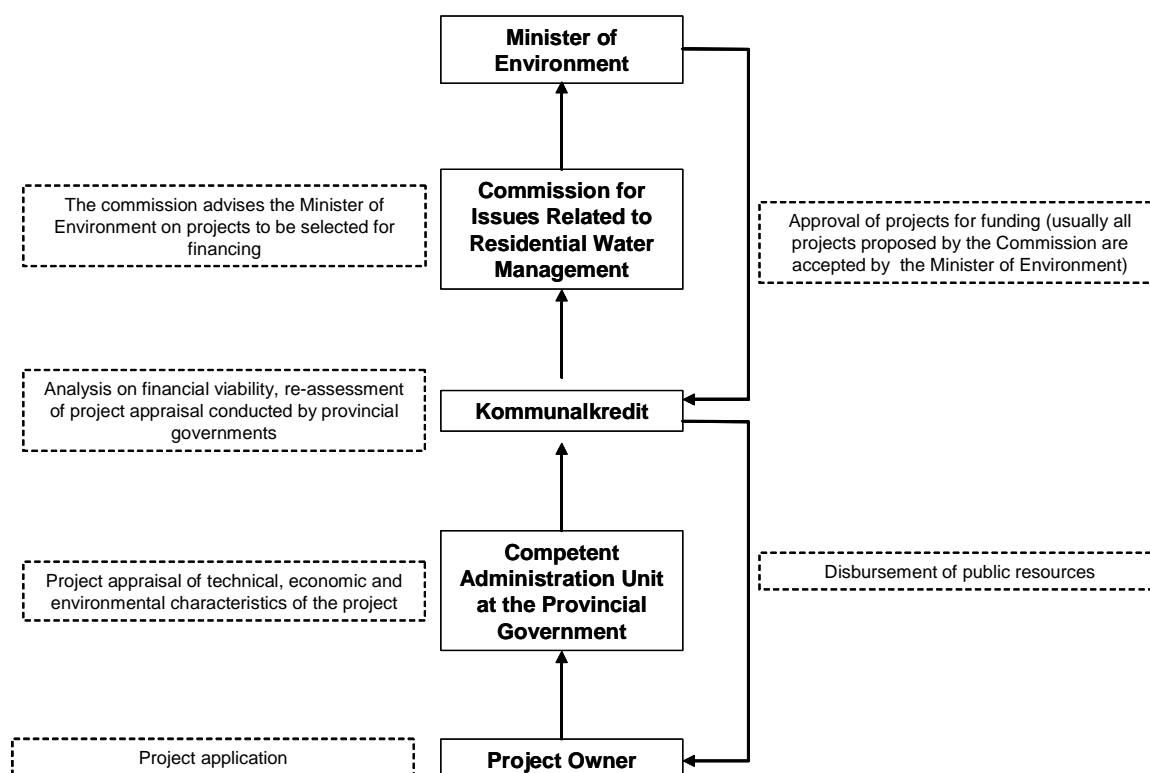 Minister of
Environment
The commission advises the Minister of
Environment on projects to be selected for
financing
Commission for
Issues Related to
Residential Water
Management
Approval of projects for funding (usually all
projects proposed by the Commission are
accepted by the Minister of Environment)
Analysis on financial viability, re-assessment
of project appraisal conducted by provincial
governments
Kommunalkredit
Project appraisal of technical, economic and
environmental characteristics of the project
Competent
Administration Unit
at the Provincial
Government
Disbursement of public resources
Project application
Project Owner